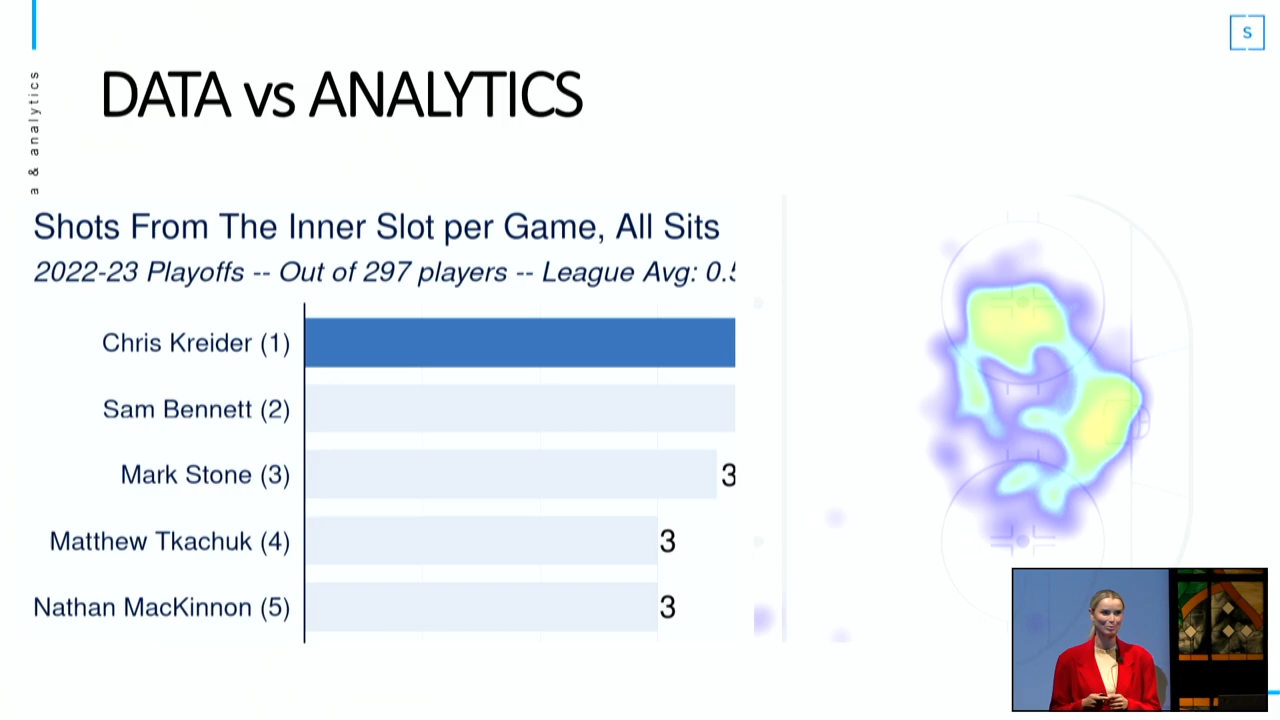 S
DATA vs ANALYTICS
a & analytics
Shots From The Inner Slot per Game, All Sits
2022-23 Playoffs -- Out of 297 players -- League Avg: 0.
Chris Kreider (1)
Sam Bennett (2)
Mark Stone (3) 3
Matthew Tkachuk (4) 3
Nathan MacKinnon (5) 3